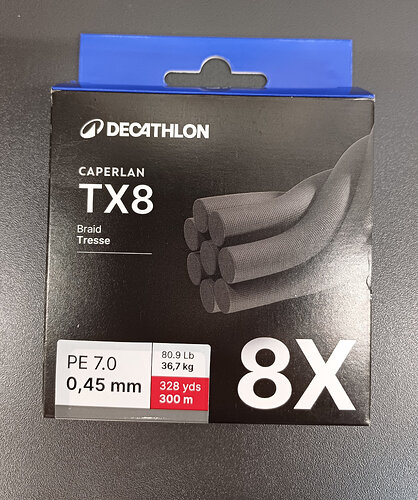 DECATHLON
CAPERLAN
TX8
Braid
Tresse
PE 7.0
0,45 mm
80.9 Lb
36,7 kg
328 yds
300 m
8X